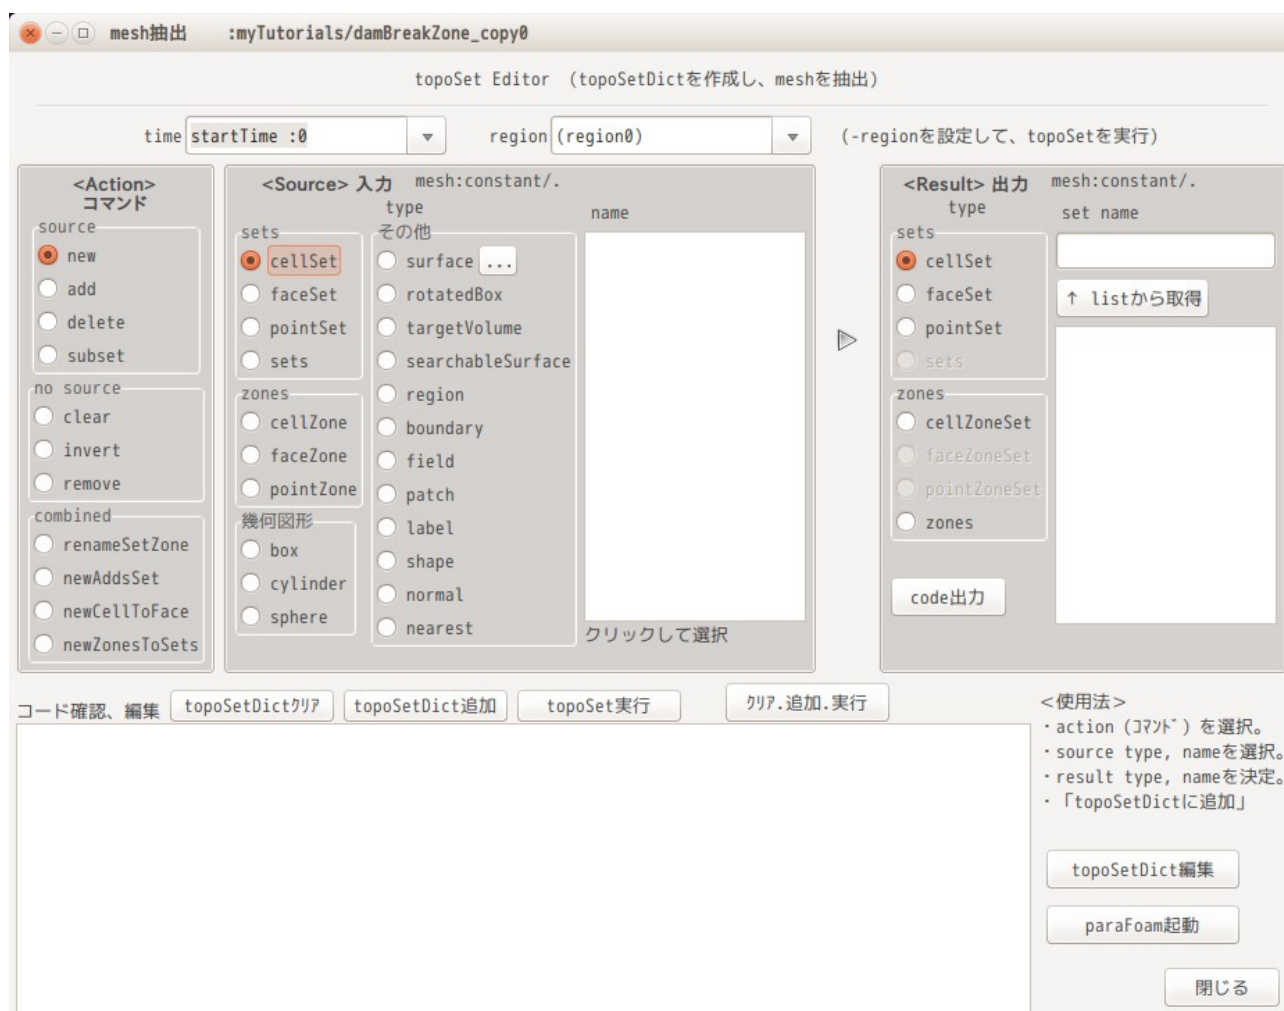 mesh抽出　　:myTutorials/damBreakZone_copy0
topoSet Editor　(topoSetDictを作成し、meshを抽出)
time startTime :0　region (region0)　(-regionを設定して、topoSetを実行)
<Action>
コマンド
source
new
add
delete
subset
no source
clear
invert
remove
combined
renameSetZone
newAddsSet
newCellToFace
newZonesToSets
<Source> 入力　mesh:constant/.
type
name
sets
cellSet
faceSet
pointSet
sets
zones
cellZone
faceZone
pointZone
幾何図形
box
cylinder
sphere
その他
surface ...
rotatedBox
targetVolume
searchableSurface
region
boundary
field
patch
label
shape
normal
nearest
クリックして選択
<Result> 出力　mesh:constant/.
type
set name
sets
cellSet
faceSet
pointSet
sets
zones
cellZoneSet
faceZoneSet
pointZoneSet
zones
code出力
↑ listから取得
コード確認、編集　topoSetDictｸﾘｱ　topoSetDict追加　topoSet実行　ｸﾘｱ.追加.実行
<使用法>
・action (ｺﾏﾝﾄﾞ) を選択。
・source type, nameを選択。
・result type, nameを決定。
・「topoSetDictに追加」
topoSetDict編集
paraFoam起動
閉じる